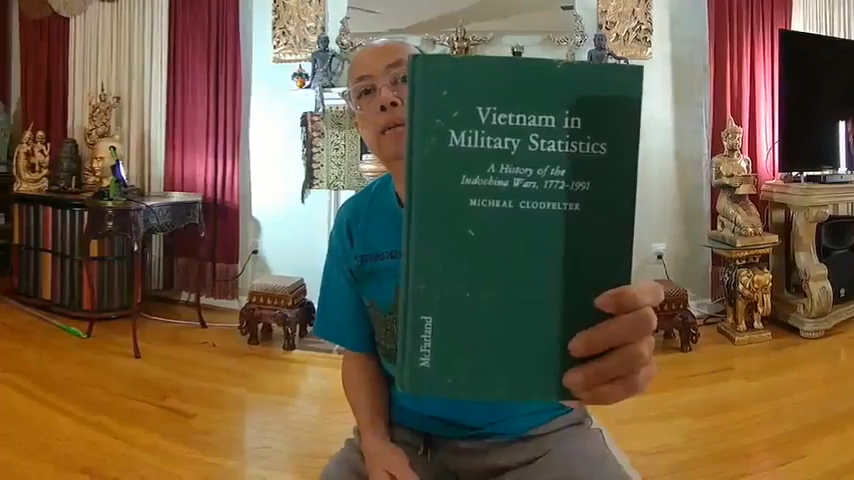 Vietnam in
Military Statistics
A History of the
Indochina Wars, 1772–1991
MICHEAL CLODFELTER
McFarland